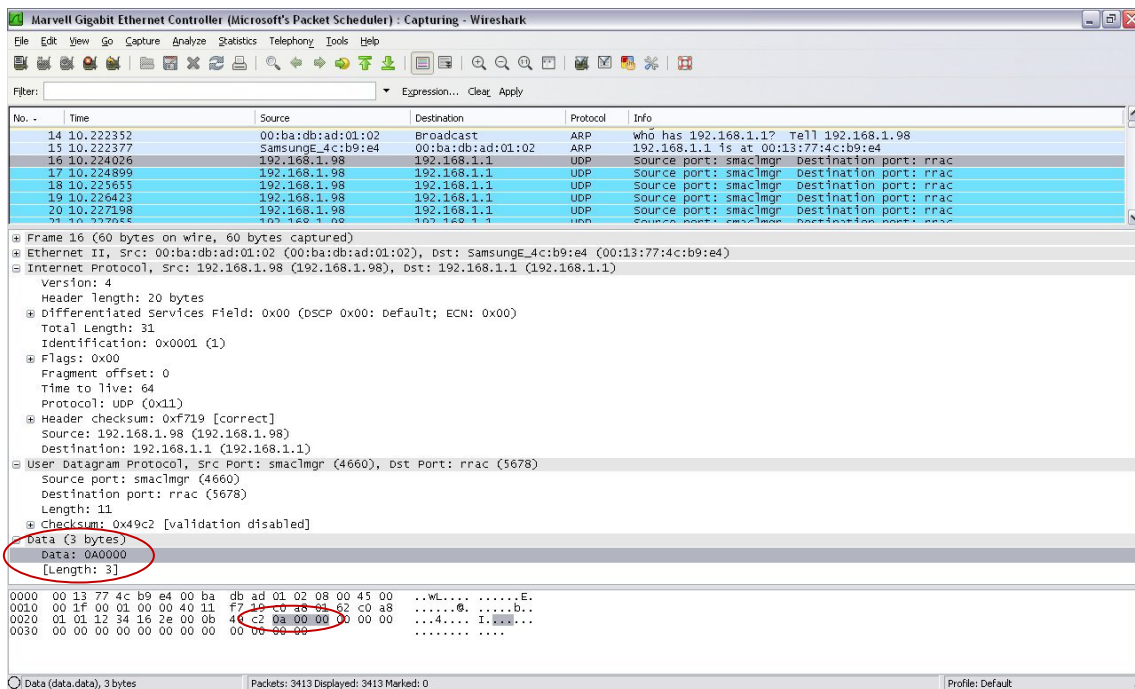 Marvell Gigabit Ethernet Controller (Microsoft's Packet Scheduler) : Capturing - Wireshark
File Edit View Go Capture Analyze Statistics Telephony Tools Help
Filter: Expression... Clear Apply
No. - Time Source Destination Protocol Info
14 10.222352 00:ba:db:ad:01:02 Broadcast ARP who has 192.168.1.1? Tell 192.168.1.98
15 10.222377 SamsungE_4c:b9:e4 00:ba:db:ad:01:02 ARP 192.168.1.1 is at 00:13:77:4c:b9:e4
16 10.224026 192.168.1.98 192.168.1.1 UDP Source port: smaclmgr Destination port: rrac
17 10.224899 192.168.1.98 192.168.1.1 UDP Source port: smaclmgr Destination port: rrac
18 10.225655 192.168.1.98 192.168.1.1 UDP Source port: smaclmgr Destination port: rrac
19 10.226423 192.168.1.98 192.168.1.1 UDP Source port: smaclmgr Destination port: rrac
20 10.227198 192.168.1.98 192.168.1.1 UDP Source port: smaclmgr Destination port: rrac
21 10.227955 192.168.1.98 192.168.1.1 UDP Source port: smaclmgr Destination port: rrac
Frame 16 (60 bytes on wire, 60 bytes captured)
Ethernet II, Src: 00:ba:db:ad:01:02 (00:ba:db:ad:01:02), Dst: SamsungE_4c:b9:e4 (00:13:77:4c:b9:e4)
Internet Protocol, Src: 192.168.1.98 (192.168.1.98), Dst: 192.168.1.1 (192.168.1.1)
Version: 4
Header length: 20 bytes
Differentiated Services Field: 0x00 (DSCP 0x00: Default; ECN: 0x00)
Total Length: 31
Identification: 0x0001 (1)
Flags: 0x00
Fragment offset: 0
Time to live: 64
Protocol: UDP (0x11)
Header checksum: 0xf719 [correct]
Source: 192.168.1.98 (192.168.1.98)
Destination: 192.168.1.1 (192.168.1.1)
User Datagram Protocol, Src Port: smaclmgr (4660), Dst Port: rrac (5678)
Source port: smaclmgr (4660)
Destination port: rrac (5678)
Length: 11
Checksum: 0x49c2 [validation disabled]
Data (3 bytes)
Data: 0A0000
[Length: 3]
0000 00 13 77 4c b9 e4 00 ba db ad 01 02 08 00 45 00 ..wL.... ......E.
0010 00 1f 00 01 00 00 40 11 f7 19 c0 a8 01 62 c0 a8 ......@. .....b..
0020 01 01 12 34 16 2e 00 0b 49 c2 0a 00 00 00 00 00 ...4.... I.......
0030 00 00 00 00 00 00 00 00 00 00 00 00 ........ ....
Data (data.data), 3 bytes Packets: 3413 Displayed: 3413 Marked: 0 Profile: Default